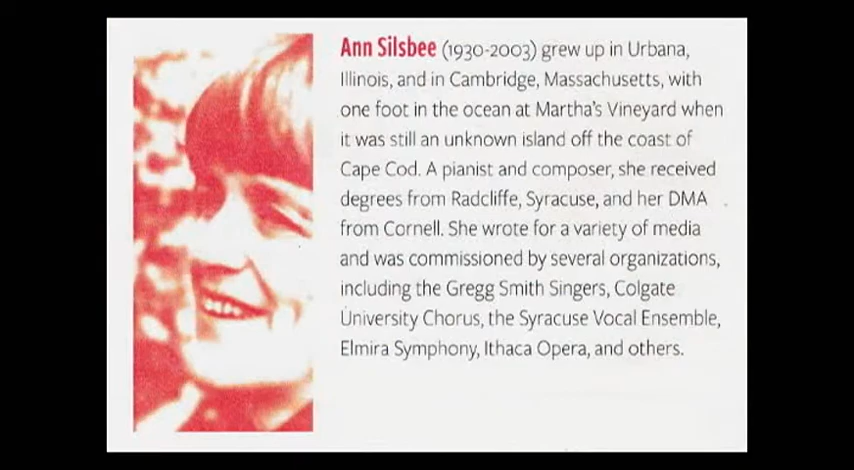 Ann Silsbee (1930-2003) grew up in Urbana,
Illinois, and in Cambridge, Massachusetts, with
one foot in the ocean at Martha's Vineyard when
it was still an unknown island off the coast of
Cape Cod. A pianist and composer, she received
degrees from Radcliffe, Syracuse, and her DMA
from Cornell. She wrote for a variety of media
and was commissioned by several organizations,
including the Gregg Smith Singers, Colgate
University Chorus, the Syracuse Vocal Ensemble,
Elmira Symphony, Ithaca Opera, and others.